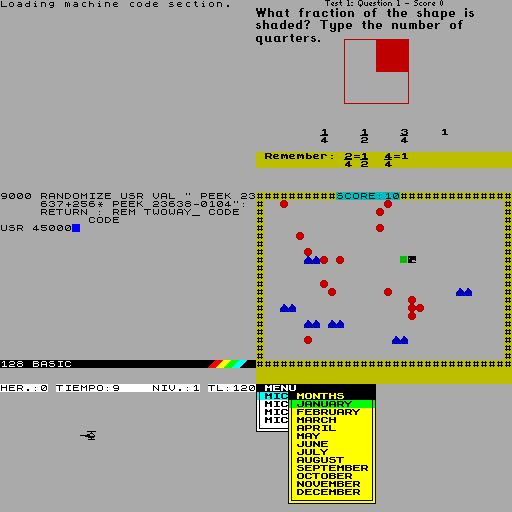 Loading machine code section.
Test 1: Question 1 - Score 0
What fraction of the shape is
shaded? Type the number of
quarters.
1/4 1/2 3/4 1
Remember: 2/4=1/2 4/4=1
9000 RANDOMIZE USR VAL " PEEK 23
637+256* PEEK 23638-0104":
RETURN : REM TWOWAY_ CODE
CODE
USR 45000
128 BASIC
SCORE:10
HER.:0 TIEMPO:9 NIV.:1 TL:120
MENU
MIC
MIC
MIC
MIC
MONTHS
JANUARY
FEBRUARY
MARCH
APRIL
MAY
JUNE
JULY
AUGUST
SEPTEMBER
OCTOBER
NOVEMBER
DECEMBER